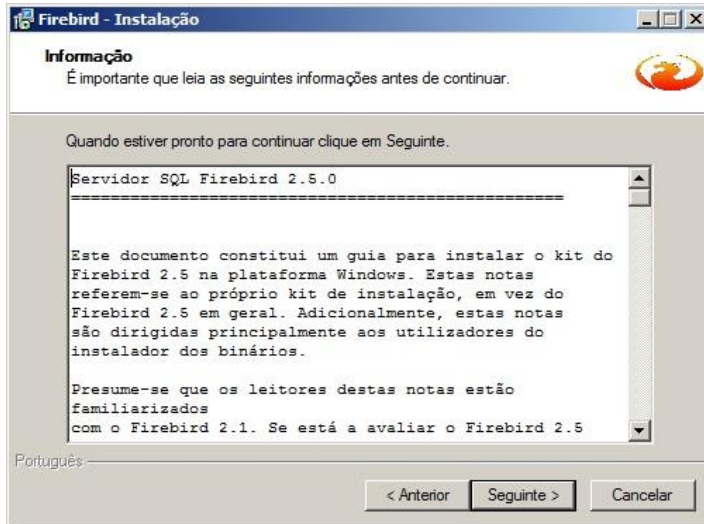 Firebird - Instalação
Informação
É importante que leia as seguintes informações antes de continuar.
Quando estiver pronto para continuar clique em Seguinte.
Servidor SQL Firebird 2.5.0
==================================================
Este documento constitui um guia para instalar o kit do
Firebird 2.5 na plataforma Windows. Estas notas
referem-se ao próprio kit de instalação, em vez do
Firebird 2.5 em geral. Adicionalmente, estas notas
são dirigidas principalmente aos utilizadores do
instalador dos binários.
Presume-se que os leitores destas notas estão
familiarizados
com o Firebird 2.1. Se está a avaliar o Firebird 2.5
Português
< Anterior
Seguinte >
Cancelar